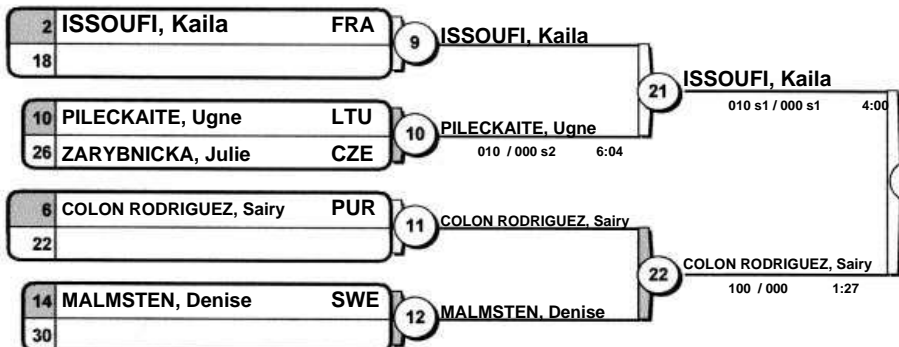 2 ISSOUFI, Kaila FRA
18
9 ISSOUFI, Kaila
10 PILECKAITE, Ugne LTU
26 ZARYBNICKA, Julie CZE
10 PILECKAITE, Ugne
010 / 000 s2 6:04
21 ISSOUFI, Kaila
010 s1 / 000 s1 4:00
6 COLON RODRIGUEZ, Sairy PUR
22
11 COLON RODRIGUEZ, Sairy
14 MALMSTEN, Denise SWE
30
12 MALMSTEN, Denise
22 COLON RODRIGUEZ, Sairy
100 / 000 1:27